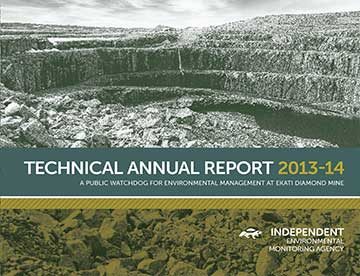 TECHNICAL ANNUAL REPORT 2013-14
A PUBLIC WATCHDOG FOR ENVIRONMENTAL MANAGEMENT AT EKATI DIAMOND MINE
INDEPENDENT
ENVIRONMENTAL
MONITORING AGENCY